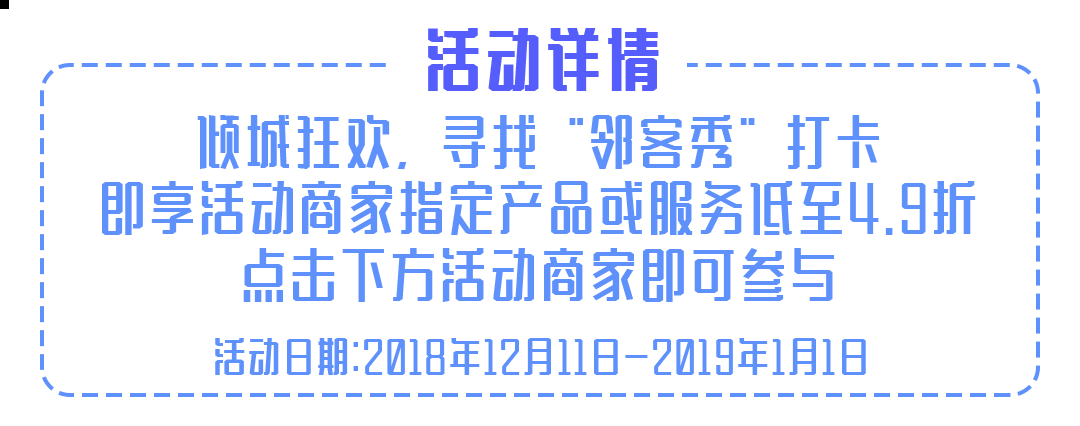 活动详情
倾城狂欢，寻找"邻客秀"打卡
即享活动商家指定产品或服务低至4.9折
点击下方活动商家即可参与
活动日期:2018年12月11日-2019年1月1日